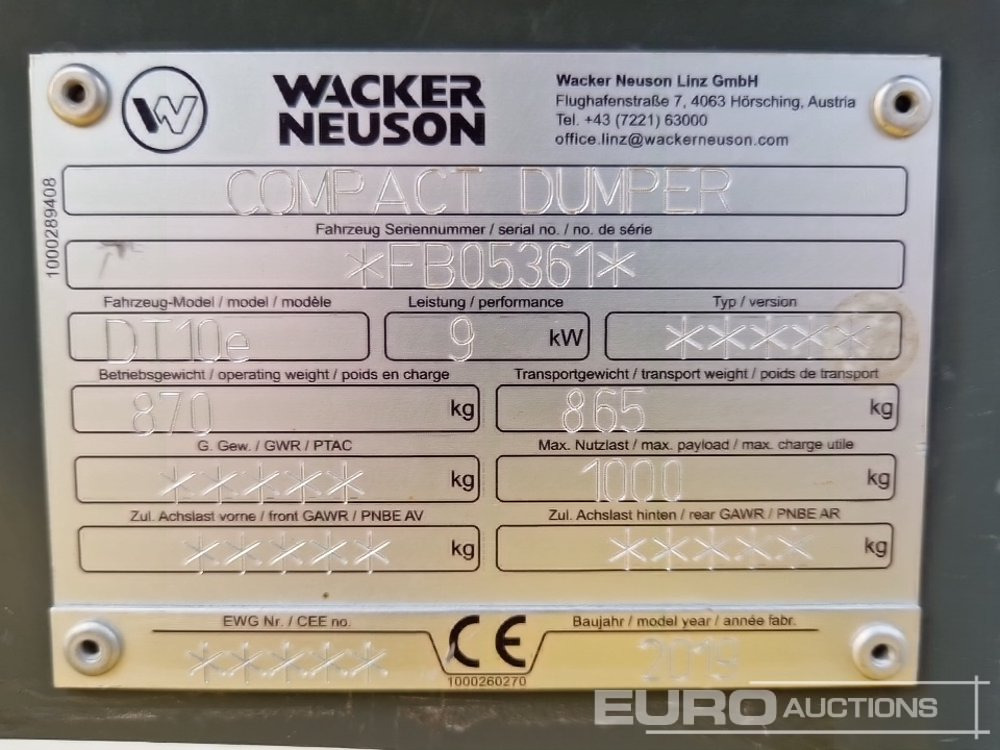 W
WACKER
NEUSON
Wacker Neuson Linz GmbH
Flughafenstraße 7, 4063 Hörsching, Austria
Tel. +43 (7221) 63000
office.linz@wackerneuson.com
1000289408
COMPACT DUMPER
Fahrzeug Seriennummer / serial no. / no. de série
*FB05361*
Fahrzeug-Model / model / modèle
DT10e
Leistung / performance
9 kW
Typ / version
*****
Betriebsgewicht / operating weight / poids en charge
870 kg
Transportgewicht / transport weight / poids de transport
865 kg
G. Gew. / GWR / PTAC
***** kg
Max. Nutzlast / max. payload / max. charge utile
1000 kg
Zul. Achslast vorne / front GAWR / PNBE AV
***** kg
Zul. Achslast hinten / rear GAWR / PNBE AR
***** kg
EWG Nr. / CEE no.
*****
CE
1000260270
Baujahr / model year / année fabr.
2019
EURO AUCTIONS